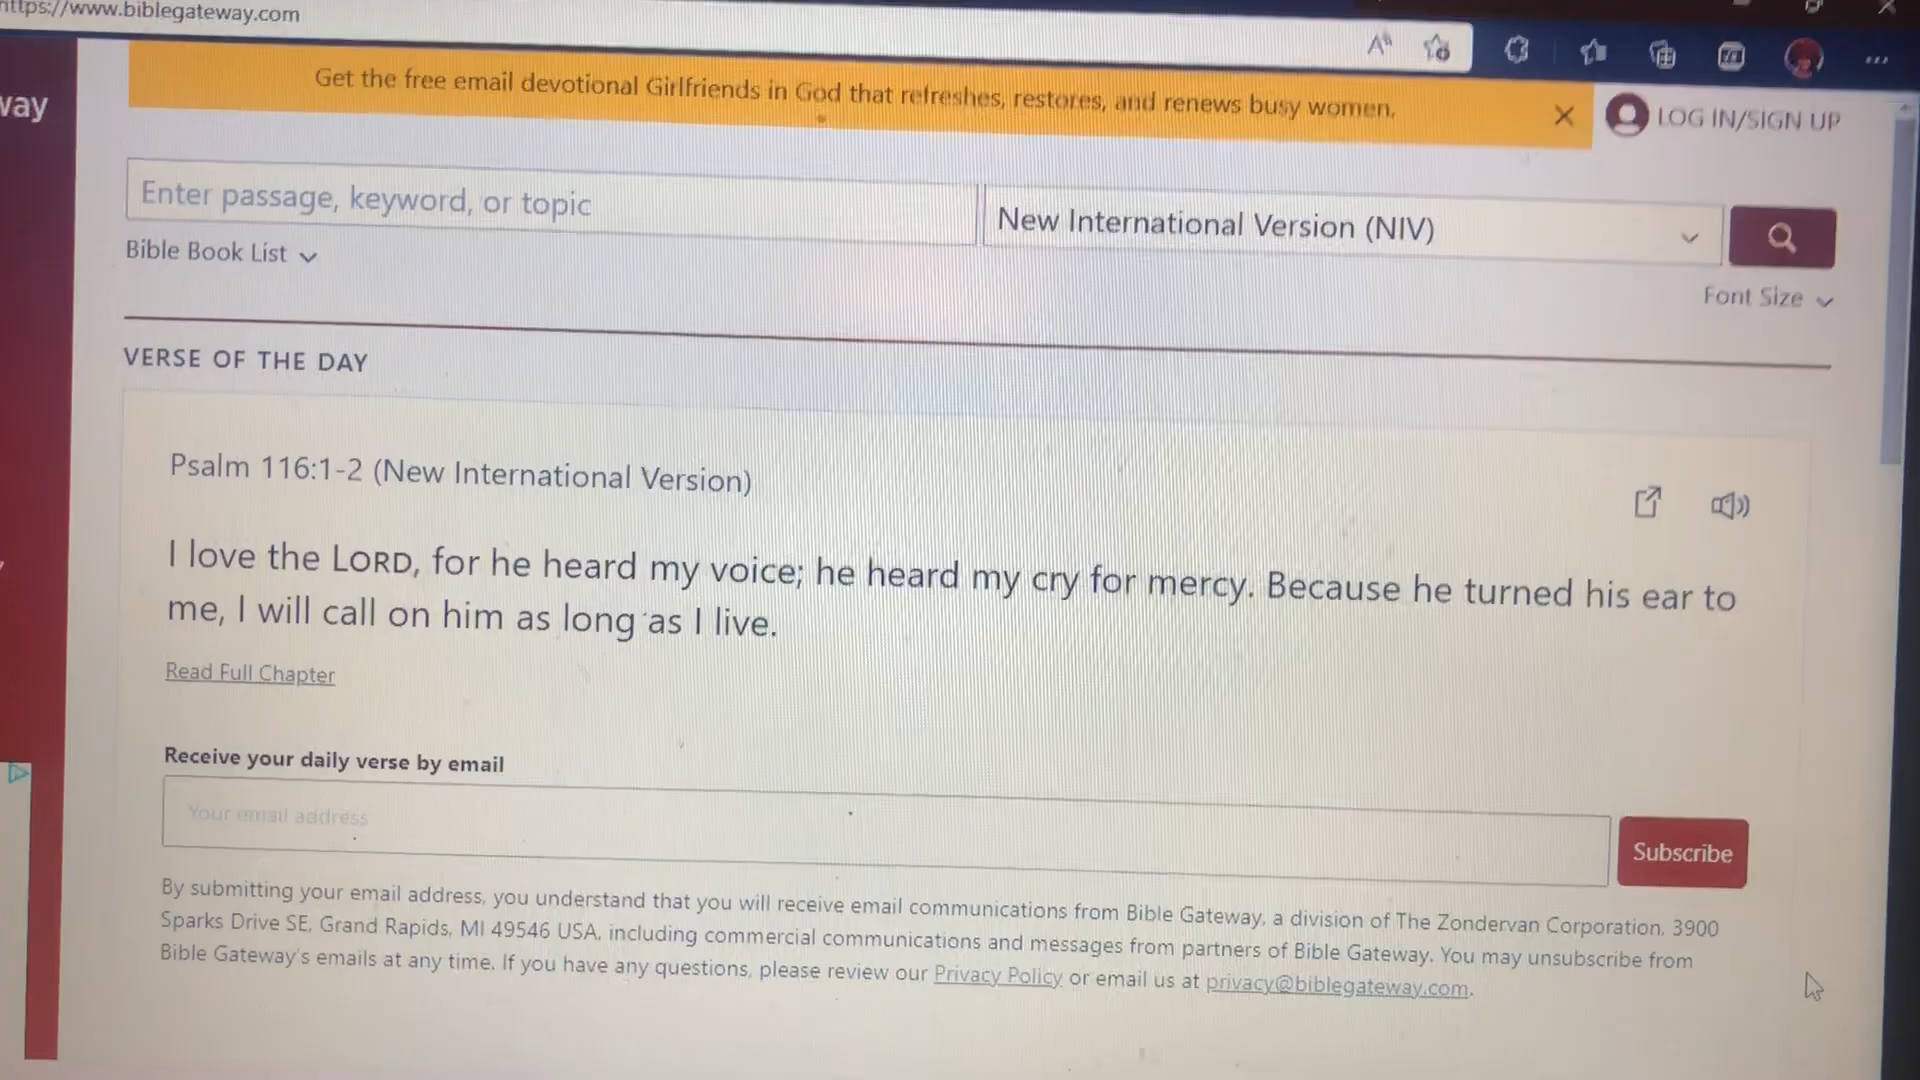 https://www.biblegateway.com
way
Get the free email devotional Girlfriends in God that refreshes, restores, and renews busy women.
LOG IN/SIGN UP
Enter passage, keyword, or topic
New International Version (NIV)
Bible Book List
Font Size
VERSE OF THE DAY
Psalm 116:1-2 (New International Version)
I love the LORD, for he heard my voice; he heard my cry for mercy. Because he turned his ear to
me, I will call on him as long as I live.
Read Full Chapter
Receive your daily verse by email
Your email address
Subscribe
By submitting your email address, you understand that you will receive email communications from Bible Gateway, a division of The Zondervan Corporation, 3900
Sparks Drive SE, Grand Rapids, MI 49546 USA, including commercial communications and messages from partners of Bible Gateway. You may unsubscribe from
Bible Gateway's emails at any time. If you have any questions, please review our Privacy Policy or email us at privacy@biblegateway.com.